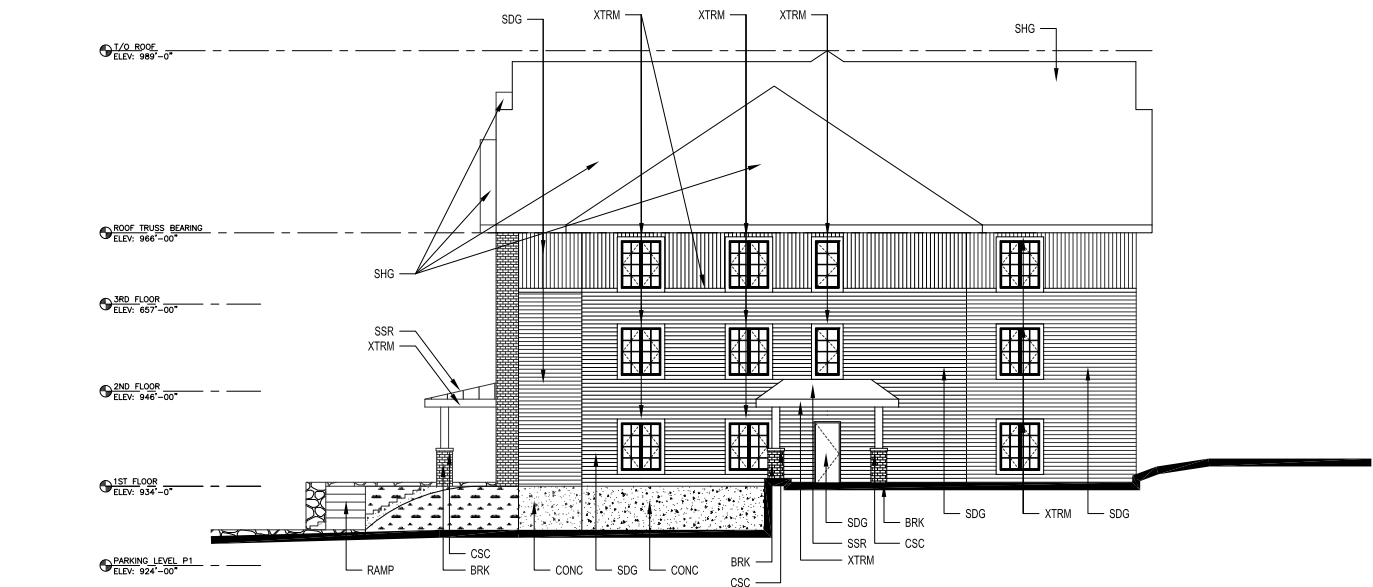 SDG
XTRM
XTRM
XTRM
SHG
T/O ROOF
ELEV: 989'-0"
ROOF TRUSS BEARING
ELEV: 966'-00"
SHG
3RD FLOOR
ELEV: 657'-00"
SSR
XTRM
2ND FLOOR
ELEV: 946'-00"
1ST FLOOR
ELEV: 934'-0"
SDG
BRK
SDG
XTRM
SDG
SSR
CSC
CSC
XTRM
BRK
PARKING LEVEL P1
ELEV: 924'-00"
RAMP
BRK
CONC
SDG
CONC
CSC